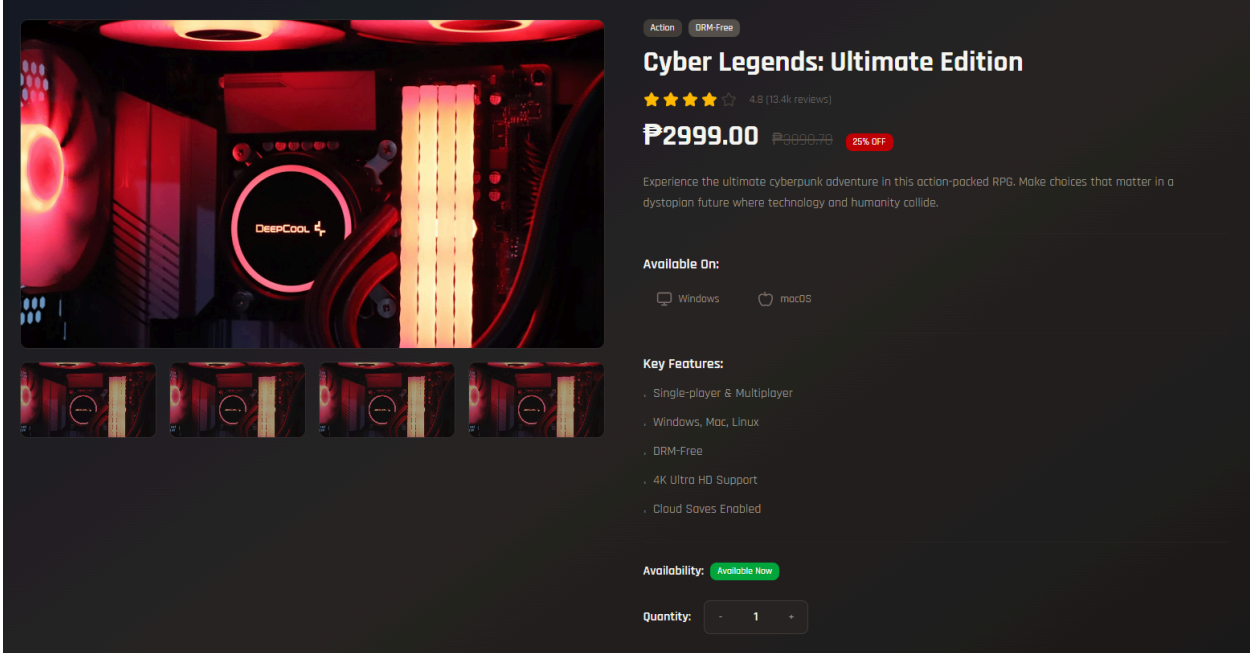 Action DRM-Free
Cyber Legends: Ultimate Edition
4.8 (13.4k reviews)
₱2999.00 25% OFF
Experience the ultimate cyberpunk adventure in this action-packed RPG. Make choices that matter in a
dystopian future where technology and humanity collide.
Available On:
Windows macOS
Key Features:
Single-player & Multiplayer
Windows, Mac, Linux
DRM-Free
4K Ultra HD Support
Cloud Saves Enabled
Availability: Available Now
Quantity: - 1 +
DEEPCOOL